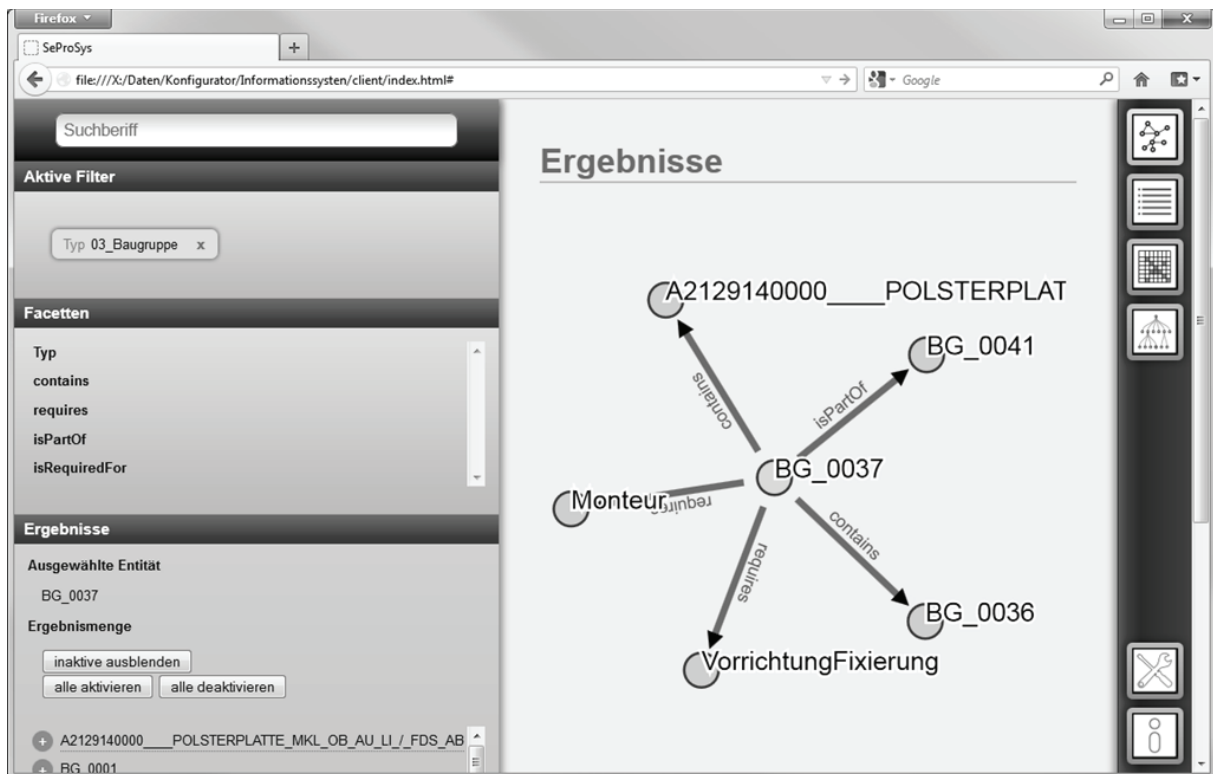 Firefox
SeProSys
+
file:///X:/Daten/Konfigurator/Informationssysten/client/index.html#
Google
Suchberiff
Aktive Filter
Typ 03_Baugruppe x
Facetten
Typ
contains
requires
isPartOf
isRequiredFor
Ergebnisse
Ausgewählte Entität
BG_0037
Ergebnismenge
inaktive ausblenden
alle aktivieren alle deaktivieren
A2129140000____POLSTERPLATTE_MKL_OB_AU_LI_/_FDS_AB
BG_0001
Ergebnisse
A2129140000____POLSTERPLAT
BG_0041
contains
isPartOf
BG_0037
Monteur
requires
contains
requires
BG_0036
VorrichtungFixierung